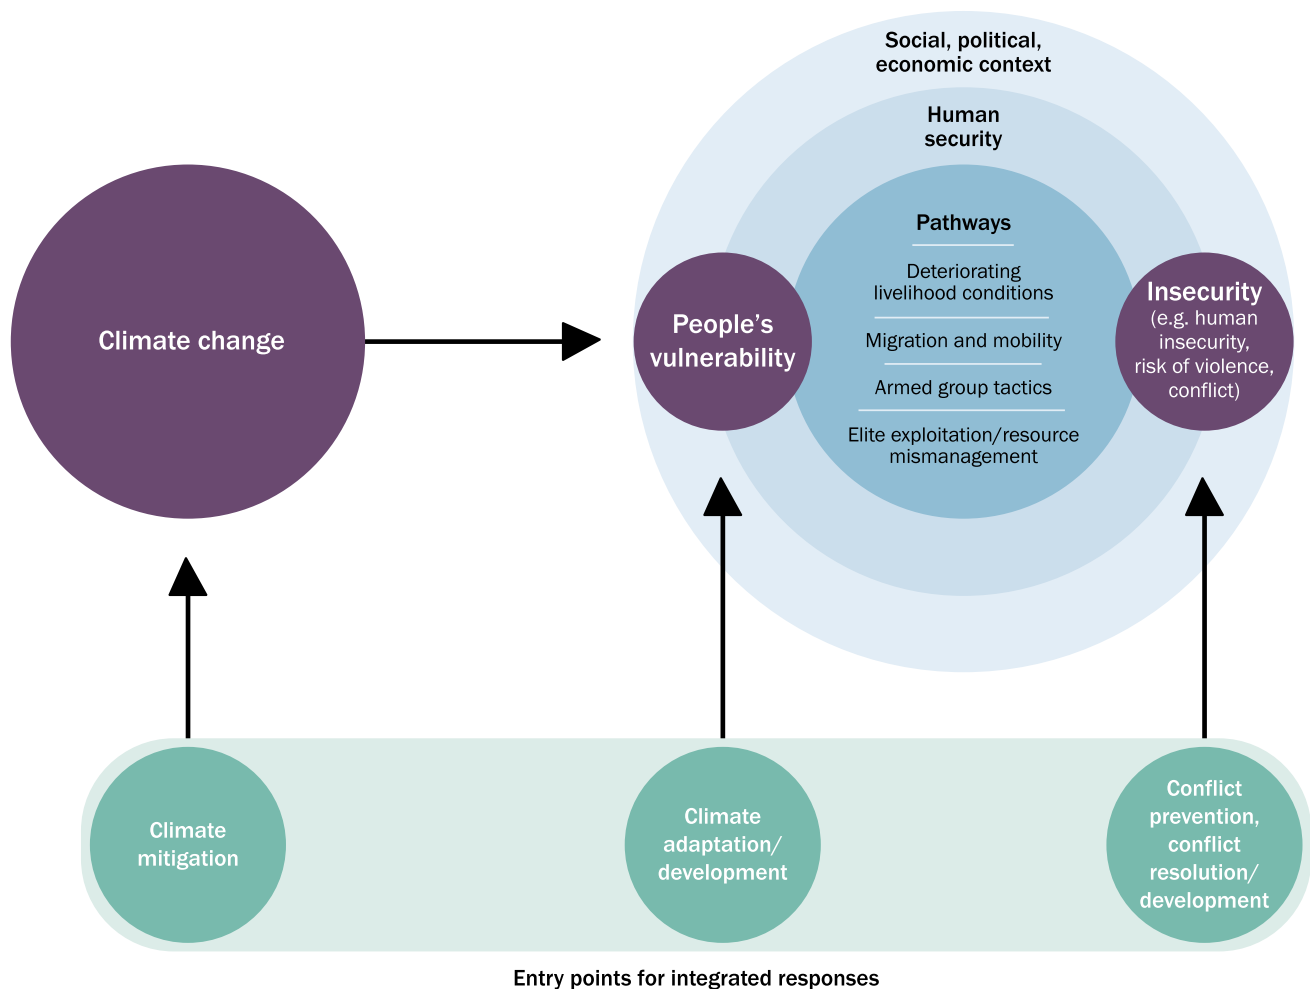 Social, political,
economic context
Human
security
Pathways
Deteriorating
livelihood conditions
Migration and mobility
Armed group tactics
Elite exploitation/resource
mismanagement
Climate change
People's
vulnerability
Insecurity
(e.g. human
insecurity,
risk of violence,
conflict)
Climate
mitigation
Climate
adaptation/
development
Conflict
prevention,
conflict
resolution/
development
Entry points for integrated responses